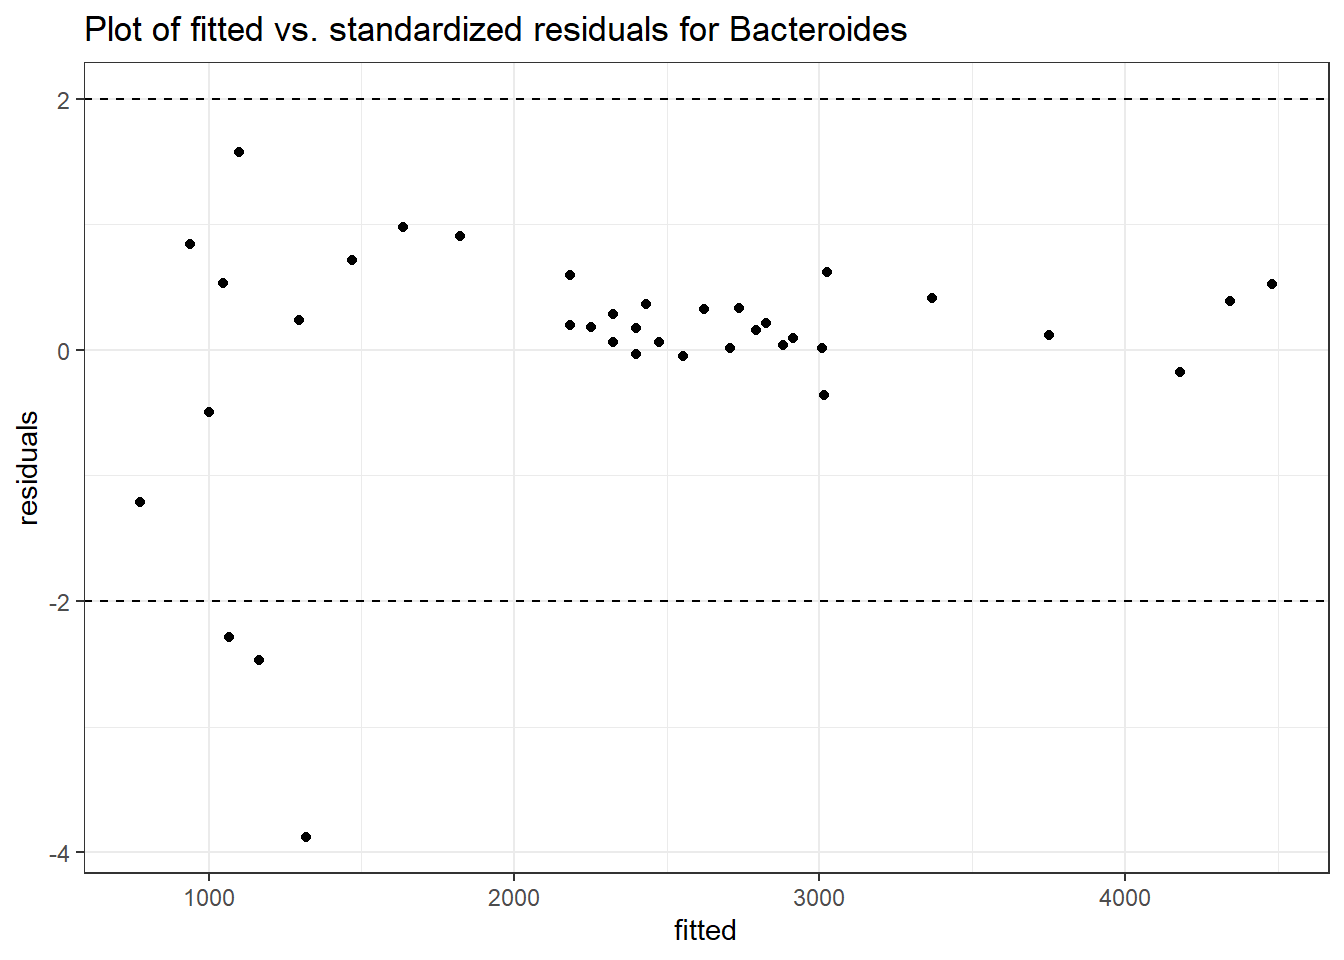 Plot of fitted vs. standardized residuals for Bacteroides
2
0
-2
-4
residuals
1000 2000 3000 4000
fitted